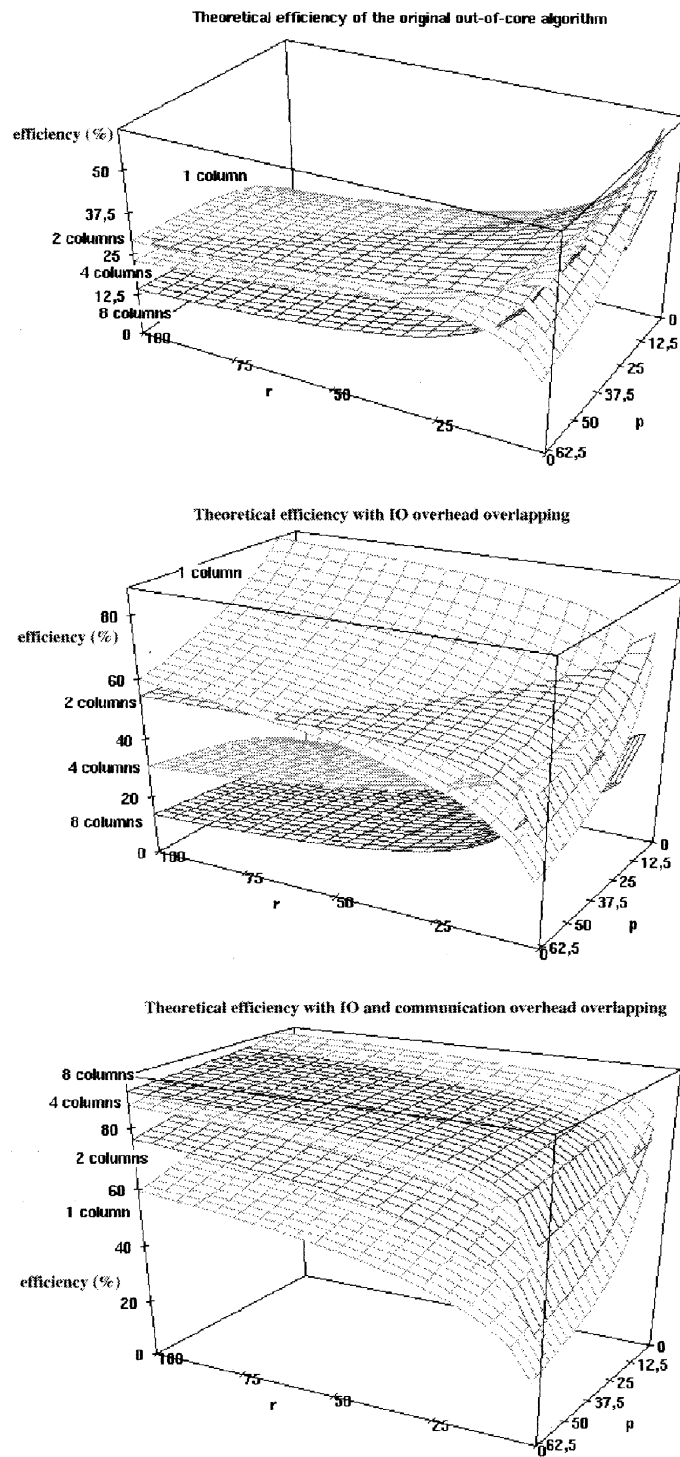 Theoretical efficiency of the original out-of-core algorithm
efficiency (%)
50
1 column
37,5
2 columns
25
4 columns
12,5
8 columns
0
100
75
r
50
25
0
62,5
50
p
37,5
25
12,5
0
Theoretical efficiency with IO overhead overlapping
1 column
80
efficiency (%)
60
2 columns
40
4 columns
20
8 columns
0
100
75
r
50
25
0
62,5
50
p
37,5
25
12,5
0
Theoretical efficiency with IO and communication overhead overlapping
8 columns
4 columns
80
2 columns
60
1 column
40
efficiency (%)
20
0
100
75
r
50
25
0
62,5
50
p
37,5
25
12,5
0